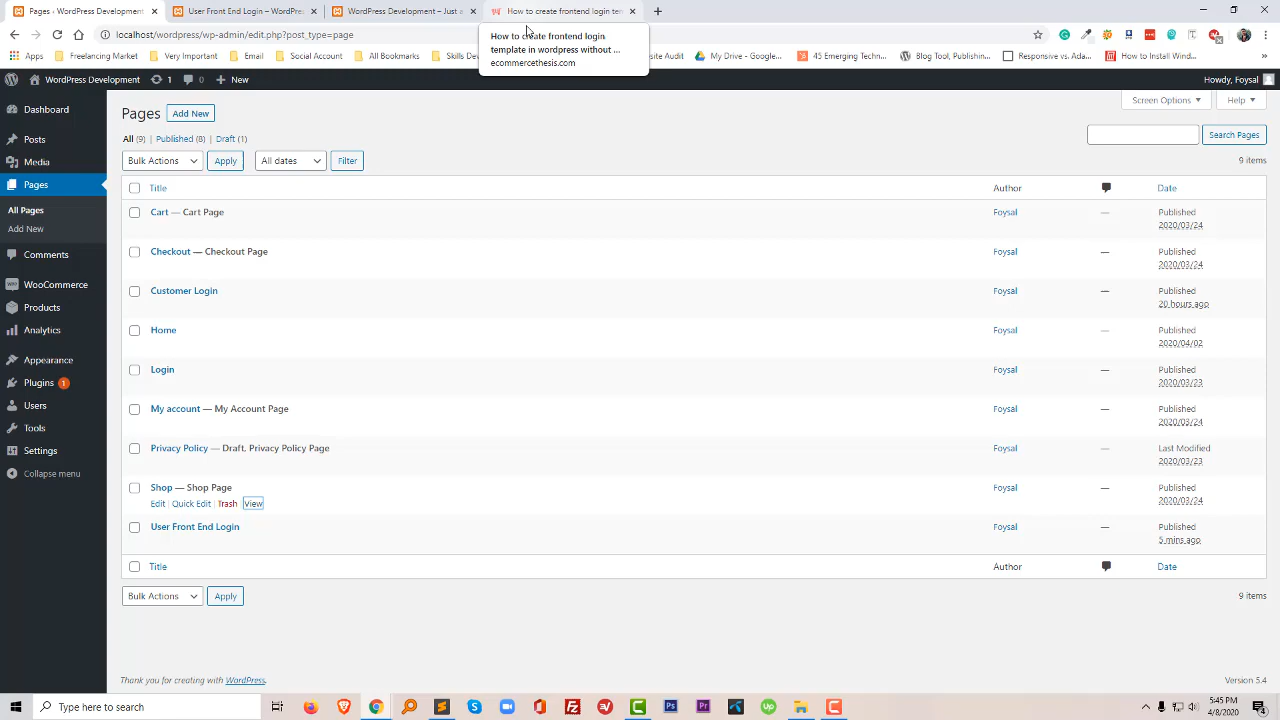 Pages ‹ WordPress Development
User Front End Login – WordPre
WordPress Development – Just a
How to create frontend login ten
localhost/wordpress/wp-admin/edit.php?post_type=page
How to create frontend login
template in wordpress without ...
ecommercethesis.com
Apps
Yearly
Very Important
Email
Social Account
All Bookmarks
Skills Dev
site Audit
My Drive - Google...
45 Emerging Tech...
Blog Tool, Publishin...
Responsive vs. Ada...
How to Install Wind...
WordPress Development
1
0
New
Howdy, Foysal
Dashboard
Posts
Media
Pages
All Pages
Add New
Comments
WooCommerce
Products
Analytics
Appearance
Plugins 1
Users
Tools
Settings
Collapse menu
Pages
Add New
Screen Options
Help
All (9) | Published (8) | Draft (1)
Search Pages
Bulk Actions
Apply
All dates
Filter
9 items
Title
Author
Date
Cart — Cart Page
Foysal
—
Published
2020/03/24
Checkout — Checkout Page
Foysal
—
Published
2020/03/24
Customer Login
Foysal
—
Published
20 hours ago
Home
Foysal
—
Published
2020/04/02
Login
Foysal
—
Published
2020/03/23
My account — My Account Page
Foysal
—
Published
2020/03/24
Privacy Policy — Draft, Privacy Policy Page
Foysal
—
Last Modified
2020/03/23
Shop — Shop Page
Edit | Quick Edit | Trash | View
Foysal
—
Published
2020/03/24
User Front End Login
Foysal
—
Published
5 mins ago
Title
Author
Date
Bulk Actions
Apply
9 items
Thank you for creating with WordPress.
Version 5.4
Type here to search
5:45 PM
4/8/2020